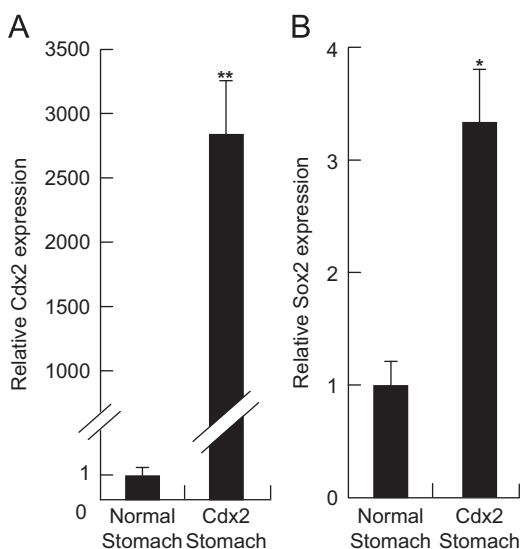 A
Relative Cdx2 expression
3500
3000
2500
2000
1500
1000
1
0
**
Normal Stomach
Cdx2 Stomach
B
Relative Sox2 expression
4
3
2
1
0
*
Normal Stomach
Cdx2 Stomach